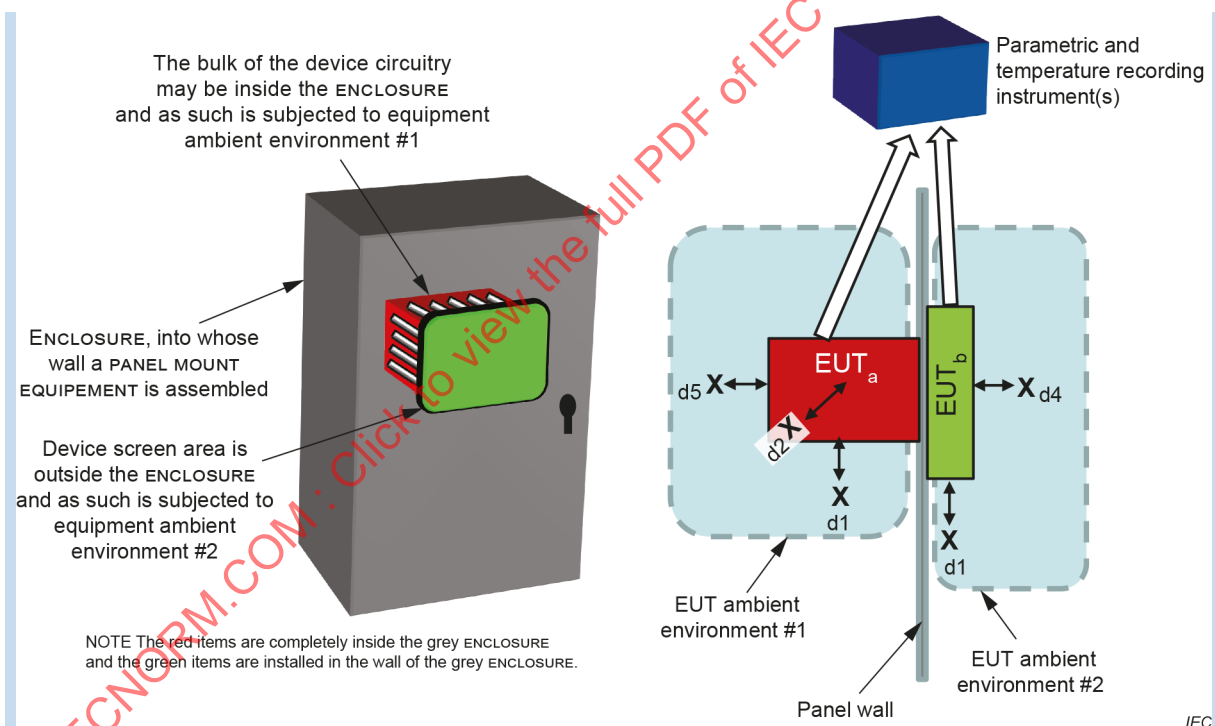 The bulk of the device circuitry
may be inside the ENCLOSURE
and as such is subjected to equipment
ambient environment #1
ENCLOSURE, into whose
wall a PANEL MOUNT
EQUIPEMENT is assembled
Device screen area is
outside the ENCLOSURE
and as such is subjected to
equipment ambient
environment #2
NOTE The red items are completely inside the grey ENCLOSURE
and the green items are installed in the wall of the grey ENCLOSURE.
Parametric and
temperature recording
instrument(s)
EUTa
EUTb
d5 X
X d4
d2 X
X
d1
X
d1
EUT ambient
environment #1
EUT ambient
environment #2
Panel wall
IEC
ECNORM.COM : Click to view the full PDF of IEC